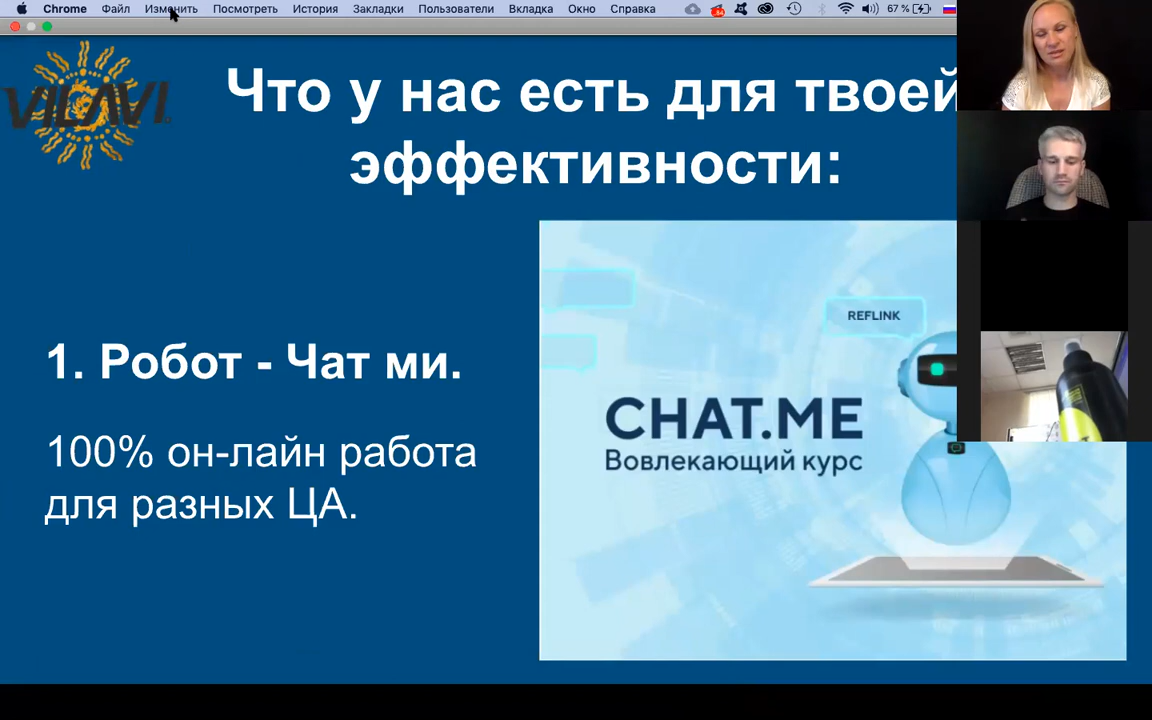 Chrome Файл Изменить Посмотреть История Закладки Пользователи Вкладка Окно Справка 67 %
VILAVI
Что у нас есть для твоей
эффективности:
REFLINK
1. Робот - Чат ми.
CHAT.ME
Вовлекающий курс
100% он-лайн работа
для разных ЦА.